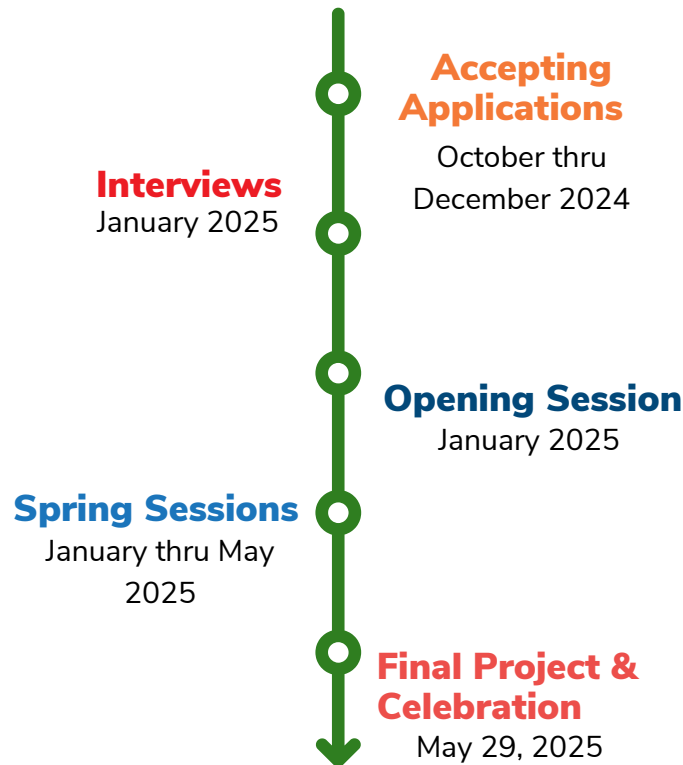 Accepting
Applications
October thru
December 2024
Interviews
January 2025
Opening Session
January 2025
Spring Sessions
January thru May
2025
Final Project &
Celebration
May 29, 2025